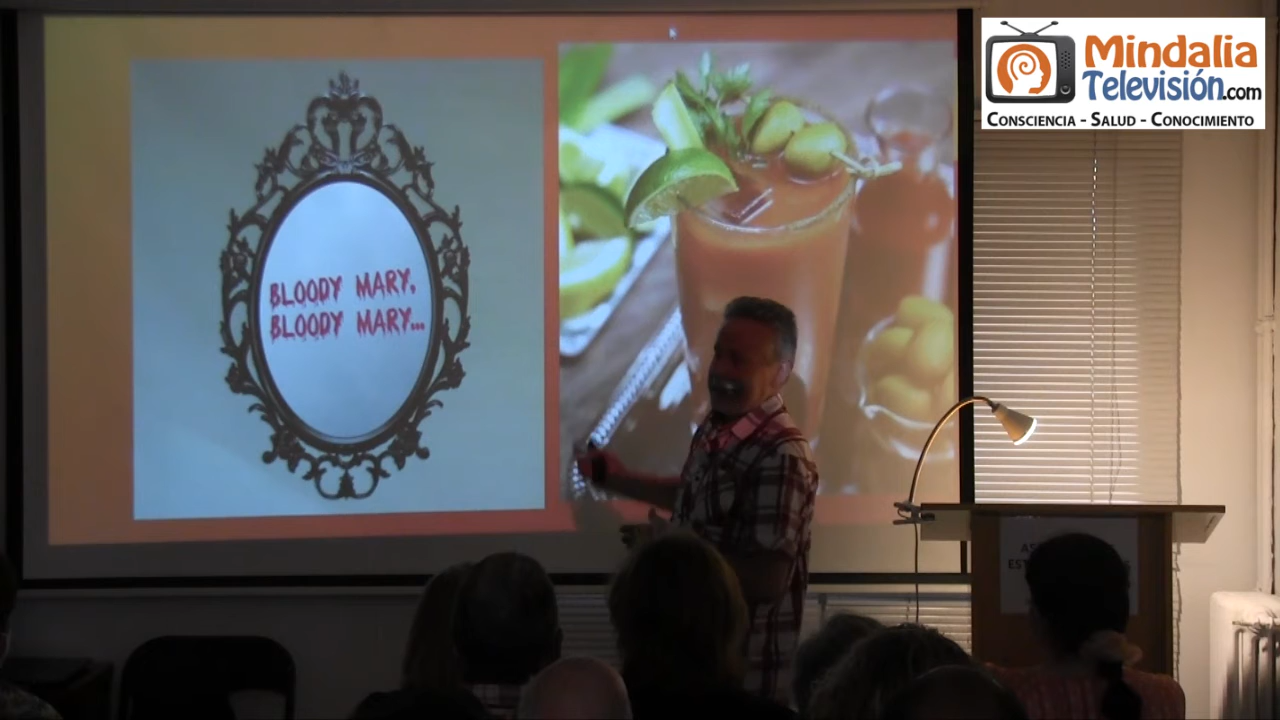 Mindalia
Televisión.com
CONSCIENCIA - SALUD - CONOCIMIENTO
BLOODY MARY,
BLOODY MARY...